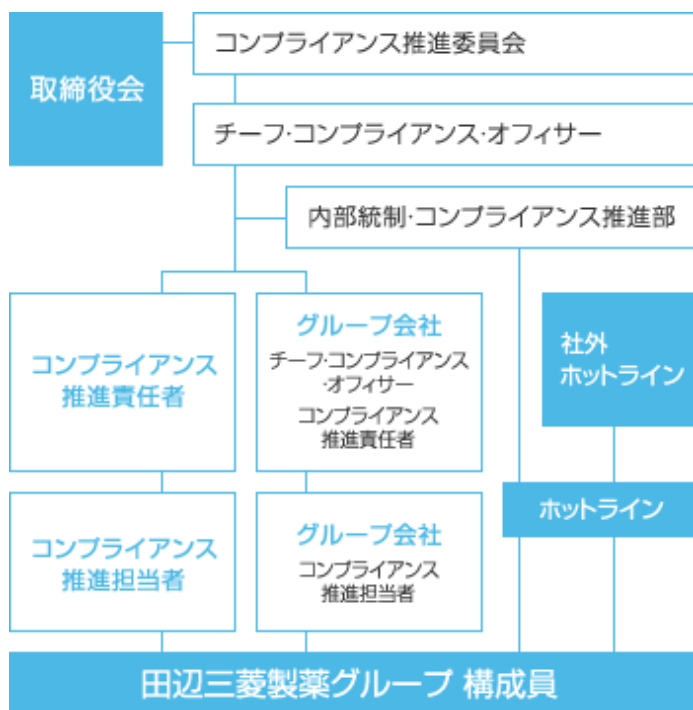 取締役会
コンプライアンス推進委員会
チーフ・コンプライアンス・オフィサー
内部統制・コンプライアンス推進部
コンプライアンス
推進責任者
グループ会社
チーフ・コンプライアンス
・オフィサー
コンプライアンス
推進責任者
社外
ホットライン
ホットライン
コンプライアンス
推進担当者
グループ会社
コンプライアンス
推進担当者
田辺三菱製薬グループ 構成員